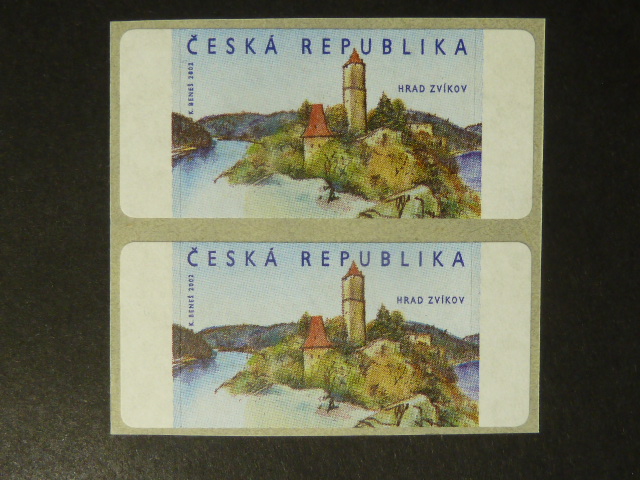 ČESKÁ REPUBLIKA
HRAD ZVÍKOV
K. BENEŠ 2002
ČESKÁ REPUBLIKA
HRAD ZVÍKOV
K. BENEŠ 2002